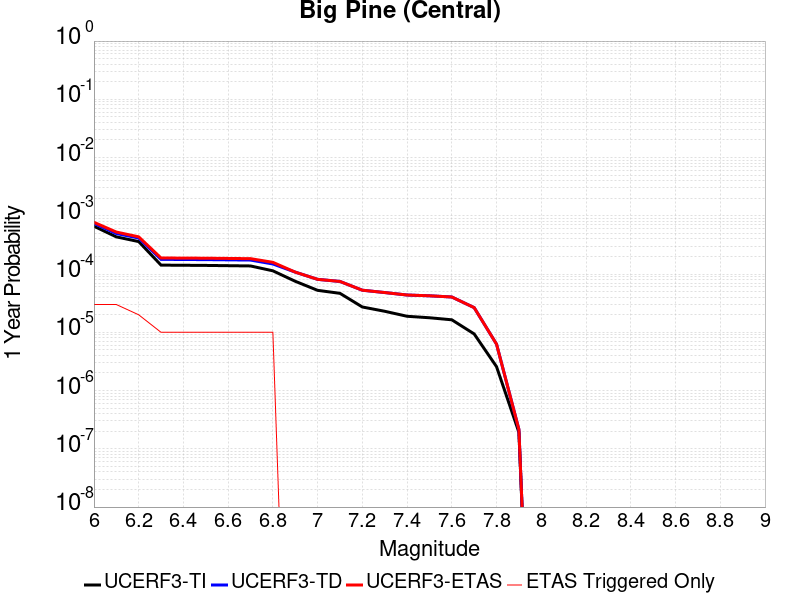 Big Pine (Central)
1 Year Probability
10^0
10^-1
10^-2
10^-3
10^-4
10^-5
10^-6
10^-7
10^-8
6 6.2 6.4 6.6 6.8 7 7.2 7.4 7.6 7.8 8 8.2 8.4 8.6 8.8 9
Magnitude
UCERF3-TI UCERF3-TD UCERF3-ETAS ETAS Triggered Only